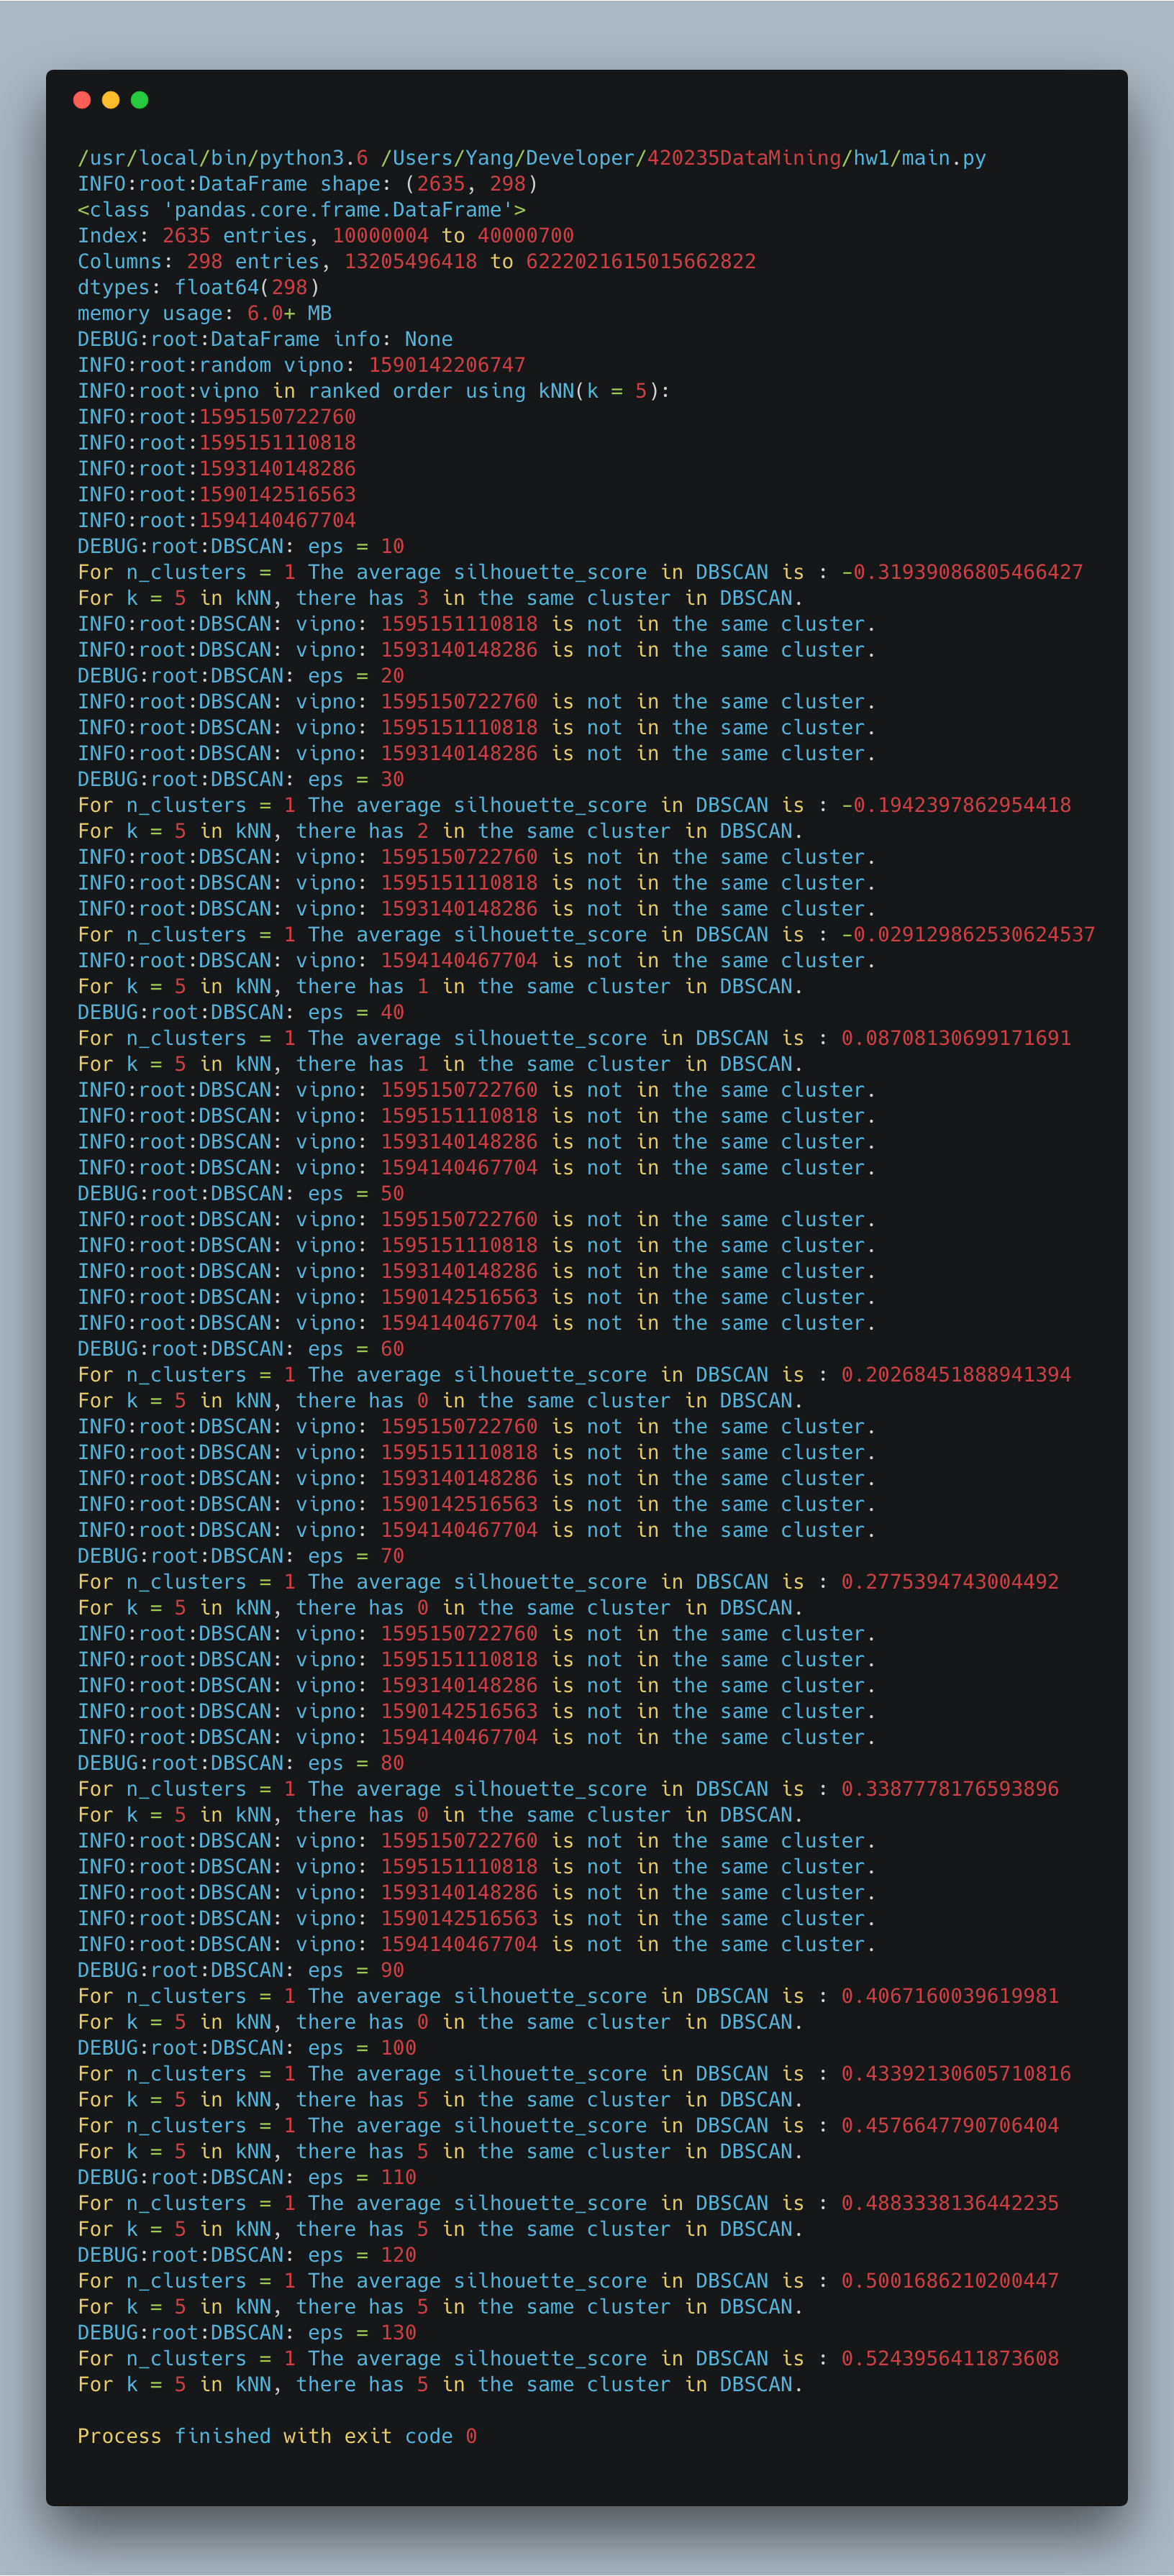 /usr/local/bin/python3.6 /Users/Yang/Developer/420235DataMining/hw1/main.py
INFO:root:DataFrame shape: (2635, 298)
<class 'pandas.core.frame.DataFrame'>
Index: 2635 entries, 10000004 to 40000700
Columns: 298 entries, 13205496418 to 6222021615015662822
dtypes: float64(298)
memory usage: 6.0+ MB
DEBUG:root:DataFrame info: None
INFO:root:random vipno: 1590142206747
INFO:root:vipno in ranked order using kNN(k = 5):
INFO:root:1595150722760
INFO:root:1595151110818
INFO:root:1593140148286
INFO:root:1590142516563
INFO:root:1594140467704
DEBUG:root:DBSCAN: eps = 10
For n_clusters = 1 The average silhouette_score in DBSCAN is : -0.31939086805466427
For k = 5 in kNN, there has 3 in the same cluster in DBSCAN.
INFO:root:DBSCAN: vipno: 1595151110818 is not in the same cluster.
INFO:root:DBSCAN: vipno: 1593140148286 is not in the same cluster.
DEBUG:root:DBSCAN: eps = 20
INFO:root:DBSCAN: vipno: 1595150722760 is not in the same cluster.
INFO:root:DBSCAN: vipno: 1595151110818 is not in the same cluster.
INFO:root:DBSCAN: vipno: 1593140148286 is not in the same cluster.
DEBUG:root:DBSCAN: eps = 30
For n_clusters = 1 The average silhouette_score in DBSCAN is : -0.1942397862954418
For k = 5 in kNN, there has 2 in the same cluster in DBSCAN.
INFO:root:DBSCAN: vipno: 1595150722760 is not in the same cluster.
INFO:root:DBSCAN: vipno: 1595151110818 is not in the same cluster.
INFO:root:DBSCAN: vipno: 1593140148286 is not in the same cluster.
For n_clusters = 1 The average silhouette_score in DBSCAN is : -0.029129862530624537
INFO:root:DBSCAN: vipno: 1594140467704 is not in the same cluster.
For k = 5 in kNN, there has 1 in the same cluster in DBSCAN.
DEBUG:root:DBSCAN: eps = 40
For n_clusters = 1 The average silhouette_score in DBSCAN is : 0.08708130699171691
For k = 5 in kNN, there has 1 in the same cluster in DBSCAN.
INFO:root:DBSCAN: vipno: 1595150722760 is not in the same cluster.
INFO:root:DBSCAN: vipno: 1595151110818 is not in the same cluster.
INFO:root:DBSCAN: vipno: 1593140148286 is not in the same cluster.
INFO:root:DBSCAN: vipno: 1594140467704 is not in the same cluster.
DEBUG:root:DBSCAN: eps = 50
INFO:root:DBSCAN: vipno: 1595150722760 is not in the same cluster.
INFO:root:DBSCAN: vipno: 1595151110818 is not in the same cluster.
INFO:root:DBSCAN: vipno: 1593140148286 is not in the same cluster.
INFO:root:DBSCAN: vipno: 1590142516563 is not in the same cluster.
INFO:root:DBSCAN: vipno: 1594140467704 is not in the same cluster.
DEBUG:root:DBSCAN: eps = 60
For n_clusters = 1 The average silhouette_score in DBSCAN is : 0.20268451888941394
For k = 5 in kNN, there has 0 in the same cluster in DBSCAN.
INFO:root:DBSCAN: vipno: 1595150722760 is not in the same cluster.
INFO:root:DBSCAN: vipno: 1595151110818 is not in the same cluster.
INFO:root:DBSCAN: vipno: 1593140148286 is not in the same cluster.
INFO:root:DBSCAN: vipno: 1590142516563 is not in the same cluster.
INFO:root:DBSCAN: vipno: 1594140467704 is not in the same cluster.
DEBUG:root:DBSCAN: eps = 70
For n_clusters = 1 The average silhouette_score in DBSCAN is : 0.2775394743004492
For k = 5 in kNN, there has 0 in the same cluster in DBSCAN.
INFO:root:DBSCAN: vipno: 1595150722760 is not in the same cluster.
INFO:root:DBSCAN: vipno: 1595151110818 is not in the same cluster.
INFO:root:DBSCAN: vipno: 1593140148286 is not in the same cluster.
INFO:root:DBSCAN: vipno: 1590142516563 is not in the same cluster.
INFO:root:DBSCAN: vipno: 1594140467704 is not in the same cluster.
DEBUG:root:DBSCAN: eps = 80
For n_clusters = 1 The average silhouette_score in DBSCAN is : 0.3387778176593896
For k = 5 in kNN, there has 0 in the same cluster in DBSCAN.
INFO:root:DBSCAN: vipno: 1595150722760 is not in the same cluster.
INFO:root:DBSCAN: vipno: 1595151110818 is not in the same cluster.
INFO:root:DBSCAN: vipno: 1593140148286 is not in the same cluster.
INFO:root:DBSCAN: vipno: 1590142516563 is not in the same cluster.
INFO:root:DBSCAN: vipno: 1594140467704 is not in the same cluster.
DEBUG:root:DBSCAN: eps = 90
For n_clusters = 1 The average silhouette_score in DBSCAN is : 0.4067160039619981
For k = 5 in kNN, there has 0 in the same cluster in DBSCAN.
DEBUG:root:DBSCAN: eps = 100
For n_clusters = 1 The average silhouette_score in DBSCAN is : 0.43392130605710816
For k = 5 in kNN, there has 5 in the same cluster in DBSCAN.
For n_clusters = 1 The average silhouette_score in DBSCAN is : 0.4576647790706404
For k = 5 in kNN, there has 5 in the same cluster in DBSCAN.
DEBUG:root:DBSCAN: eps = 110
For n_clusters = 1 The average silhouette_score in DBSCAN is : 0.4883338136442235
For k = 5 in kNN, there has 5 in the same cluster in DBSCAN.
DEBUG:root:DBSCAN: eps = 120
For n_clusters = 1 The average silhouette_score in DBSCAN is : 0.5001686210200447
For k = 5 in kNN, there has 5 in the same cluster in DBSCAN.
DEBUG:root:DBSCAN: eps = 130
For n_clusters = 1 The average silhouette_score in DBSCAN is : 0.5243956411873608
For k = 5 in kNN, there has 5 in the same cluster in DBSCAN.
Process finished with exit code 0